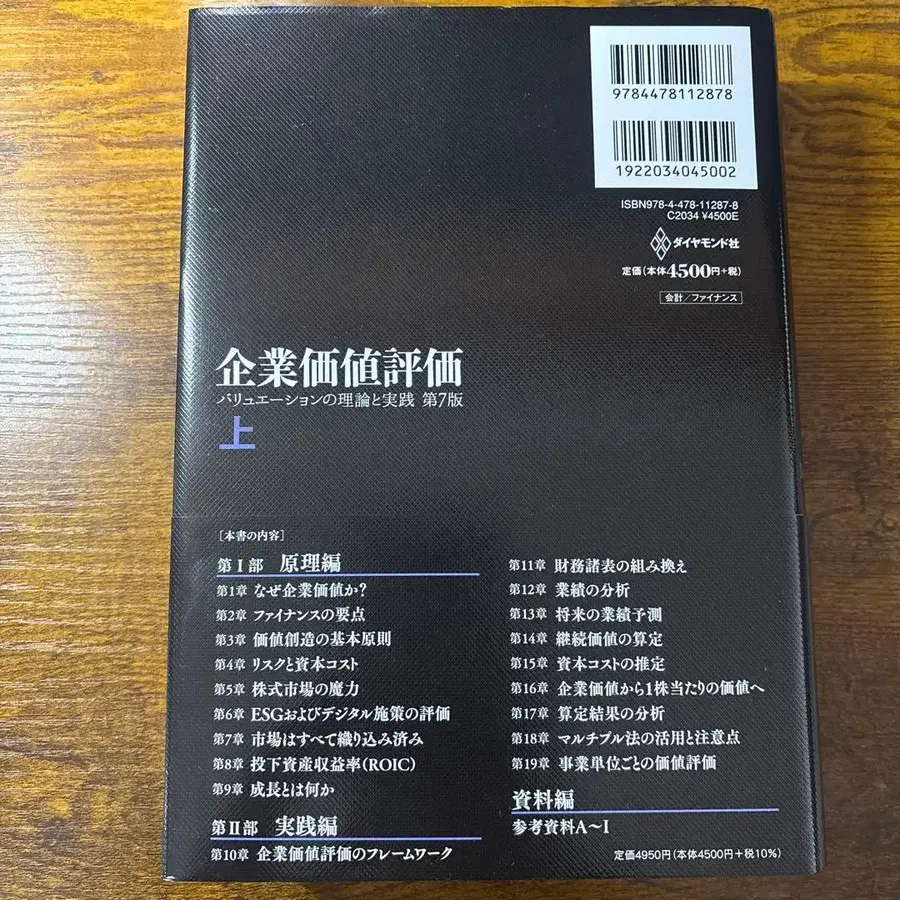 9784478112878
1922034045002
ISBN978-4-478-11287-8
C2034 ¥4500E
ダイヤモンド社
定価(本体4500円+税)
会計/ファイナンス
企業価値評価
バリュエーションの理論と実践 第7版
上
[本書の内容]
第Ⅰ部 原理編
第1章 なぜ企業価値か?
第2章 ファイナンスの要点
第3章 価値創造の基本原則
第4章 リスクと資本コスト
第5章 株式市場の魔力
第6章 ESGおよびデジタル施策の評価
第7章 市場はすべて織り込み済み
第8章 投下資産収益率(ROIC)
第9章 成長とは何か
第Ⅱ部 実践編
第10章 企業価値評価のフレームワーク
第11章 財務諸表の組み換え
第12章 業績の分析
第13章 将来の業績予測
第14章 継続価値の算定
第15章 資本コストの推定
第16章 企業価値から1株当たりの価値へ
第17章 算定結果の分析
第18章 マルチプル法の活用と注意点
第19章 事業単位ごとの価値評価
資料編
参考資料A〜I
定価4950円(本体4500円+税10%)